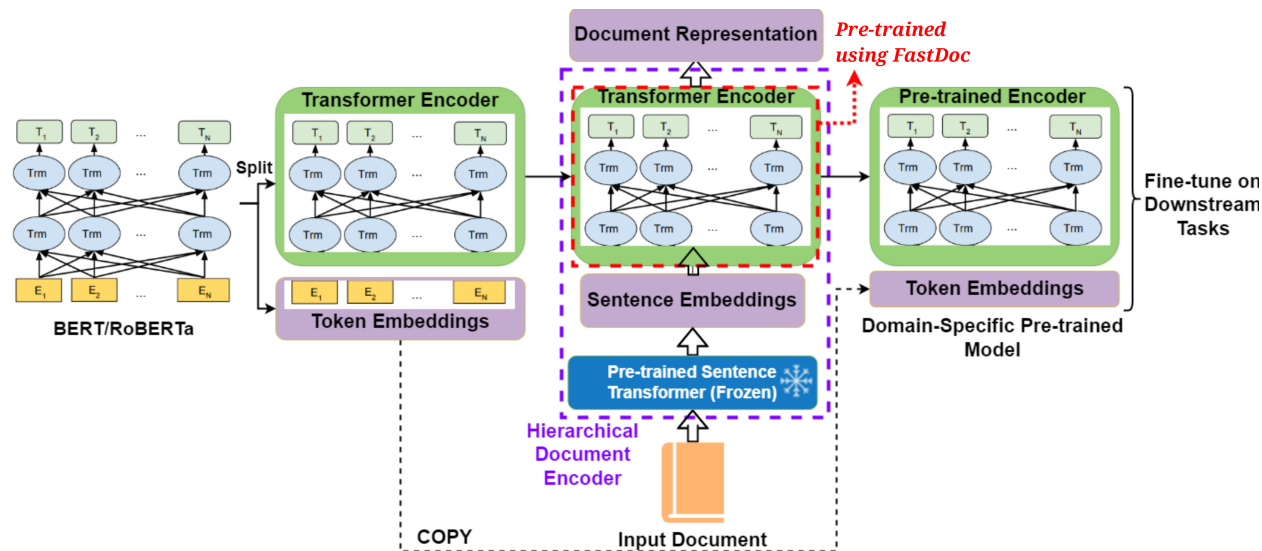 Document Representation
Pre-trained
using FastDoc
Transformer Encoder
Transformer Encoder
Pre-trained Encoder
T1 T2 ... TN
T1 T2 ... TN
T1 T2 ... TN
T1 T2 ... TN
Trm Trm ... Trm
Trm Trm ... Trm
Trm Trm ... Trm
Trm Trm ... Trm
Split
Fine-tune on
Downstream
Tasks
Trm Trm ... Trm
Trm Trm ... Trm
Trm Trm ... Trm
Trm Trm ... Trm
E1 E2 ... EN
BERT/RoBERTa
E1 E2 ... EN
Token Embeddings
Sentence Embeddings
Token Embeddings
Domain-Specific Pre-trained
Model
Pre-trained Sentence
Transformer (Frozen)
Hierarchical
Document
Encoder
COPY
Input Document